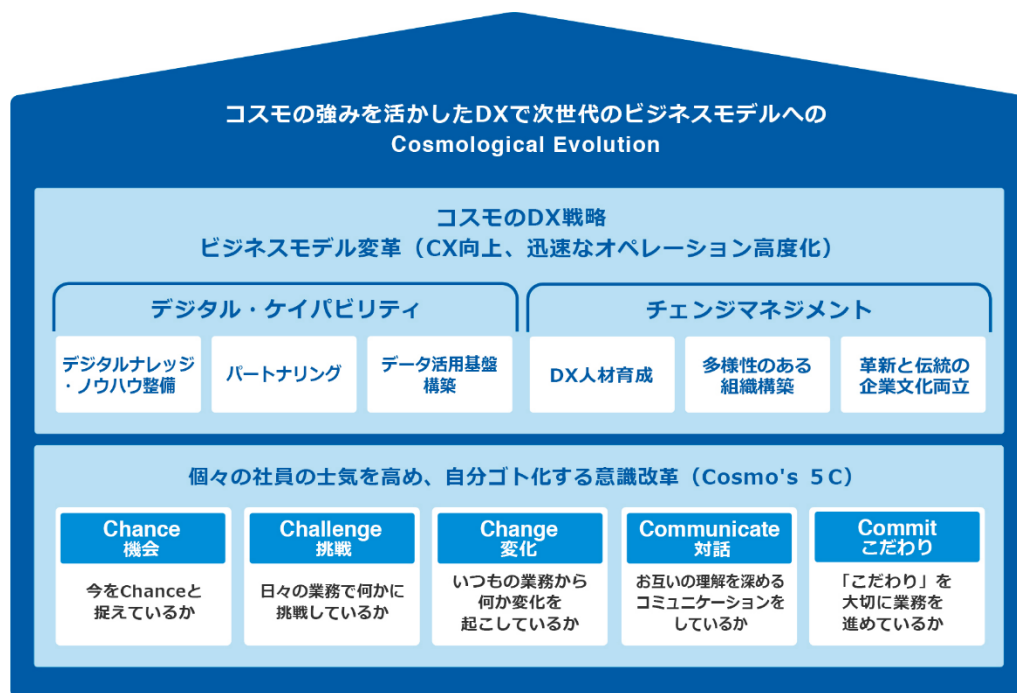 コスモの強みを活かしたDXで次世代のビジネスモデルへの
Cosmological Evolution
コスモのDX戦略
ビジネスモデル変革（CX向上、迅速なオペレーション高度化）
デジタル・ケイパビリティ
デジタルナレッジ
・ノウハウ整備
パートナリング
データ活用基盤
構築
チェンジマネジメント
DX人材育成
多様性のある
組織構築
革新と伝統の
企業文化両立
個々の社員の士気を高め、自分ゴト化する意識改革（Cosmo's 5C）
Chance
機会
今をChanceと
捉えているか
Challenge
挑戦
日々の業務で何かに
挑戦しているか
Change
変化
いつもの業務から
何か変化を
起こしているか
Communicate
対話
お互いの理解を深める
コミュニケーションを
しているか
Commit
こだわり
「こだわり」を
大切に業務を
進めているか